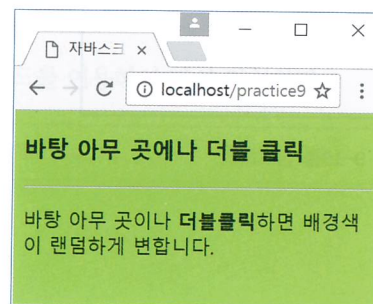 자바스크
localhost/practice9
바탕 아무 곳에나 더블 클릭
바탕 아무 곳이나 더블클릭하면 배경색
이 랜덤하게 변합니다.